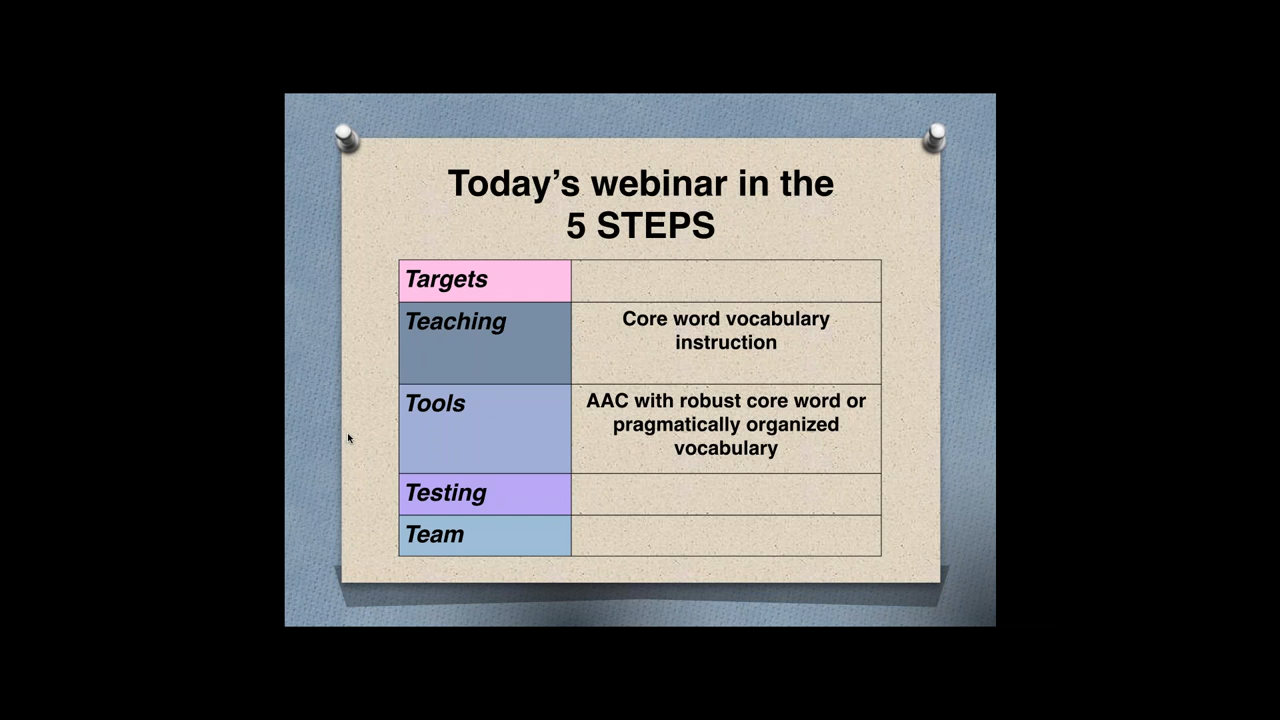 Today’s webinar in the
5 STEPS
Targets
Teaching
Core word vocabulary
instruction
Tools
AAC with robust core word or
pragmatically organized
vocabulary
Testing
Team